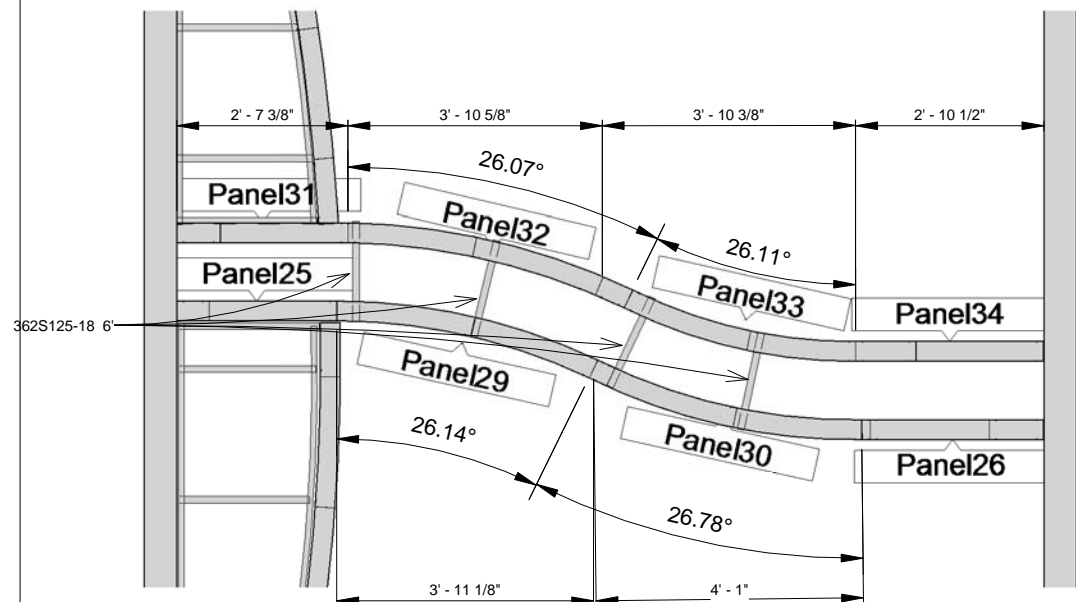 2' - 7 3/8"
3' - 10 5/8"
3' - 10 3/8"
2' - 10 1/2"
26.07°
Panel31
Panel32
26.11°
Panel25
Panel33
Panel34
362S125-18 6'
Panel29
Panel30
26.14°
Panel26
26.78°
3' - 11 1/8"
4' - 1"